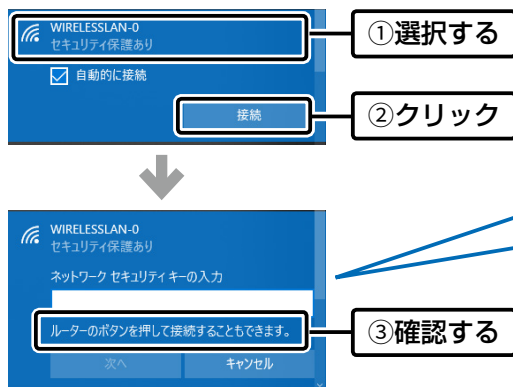 WIRELESSLAN-0
セキュリティ保護あり
①選択する
自動的に接続
接続
②クリック
WIRELESSLAN-0
セキュリティ保護あり
ネットワーク セキュリティ キーの入力
ルーターのボタンを押して接続することもできます。
③確認する
次へ
キャンセル